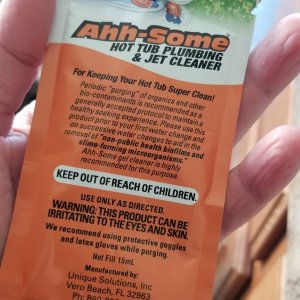 Ahh-Some®
HOT TUB PLUMBING
& JET CLEANER
For Keeping Your Hot Tub Super Clean!
Periodic "purging" of organics and other
bio-contaminants is recommended as a
generally accepted protocol to maintain a
healthy soaking experience. Please use this
product prior to your first water change and
on successive water changes to aid in the
removal of "non-public health biofilms and
slime-forming microorganisms."
Ahh-Some gel cleaner is highly
recommended for this purpose.
KEEP OUT OF REACH OF CHILDREN.
USE ONLY AS DIRECTED.
WARNING: THIS PRODUCT CAN BE
IRRITATING TO THE EYES AND SKIN.
We recommend using protective goggles
and latex gloves while purging.
Net Fill 15mL
Manufactured by:
Unique Solutions, Inc
Vero Beach, FL 32963